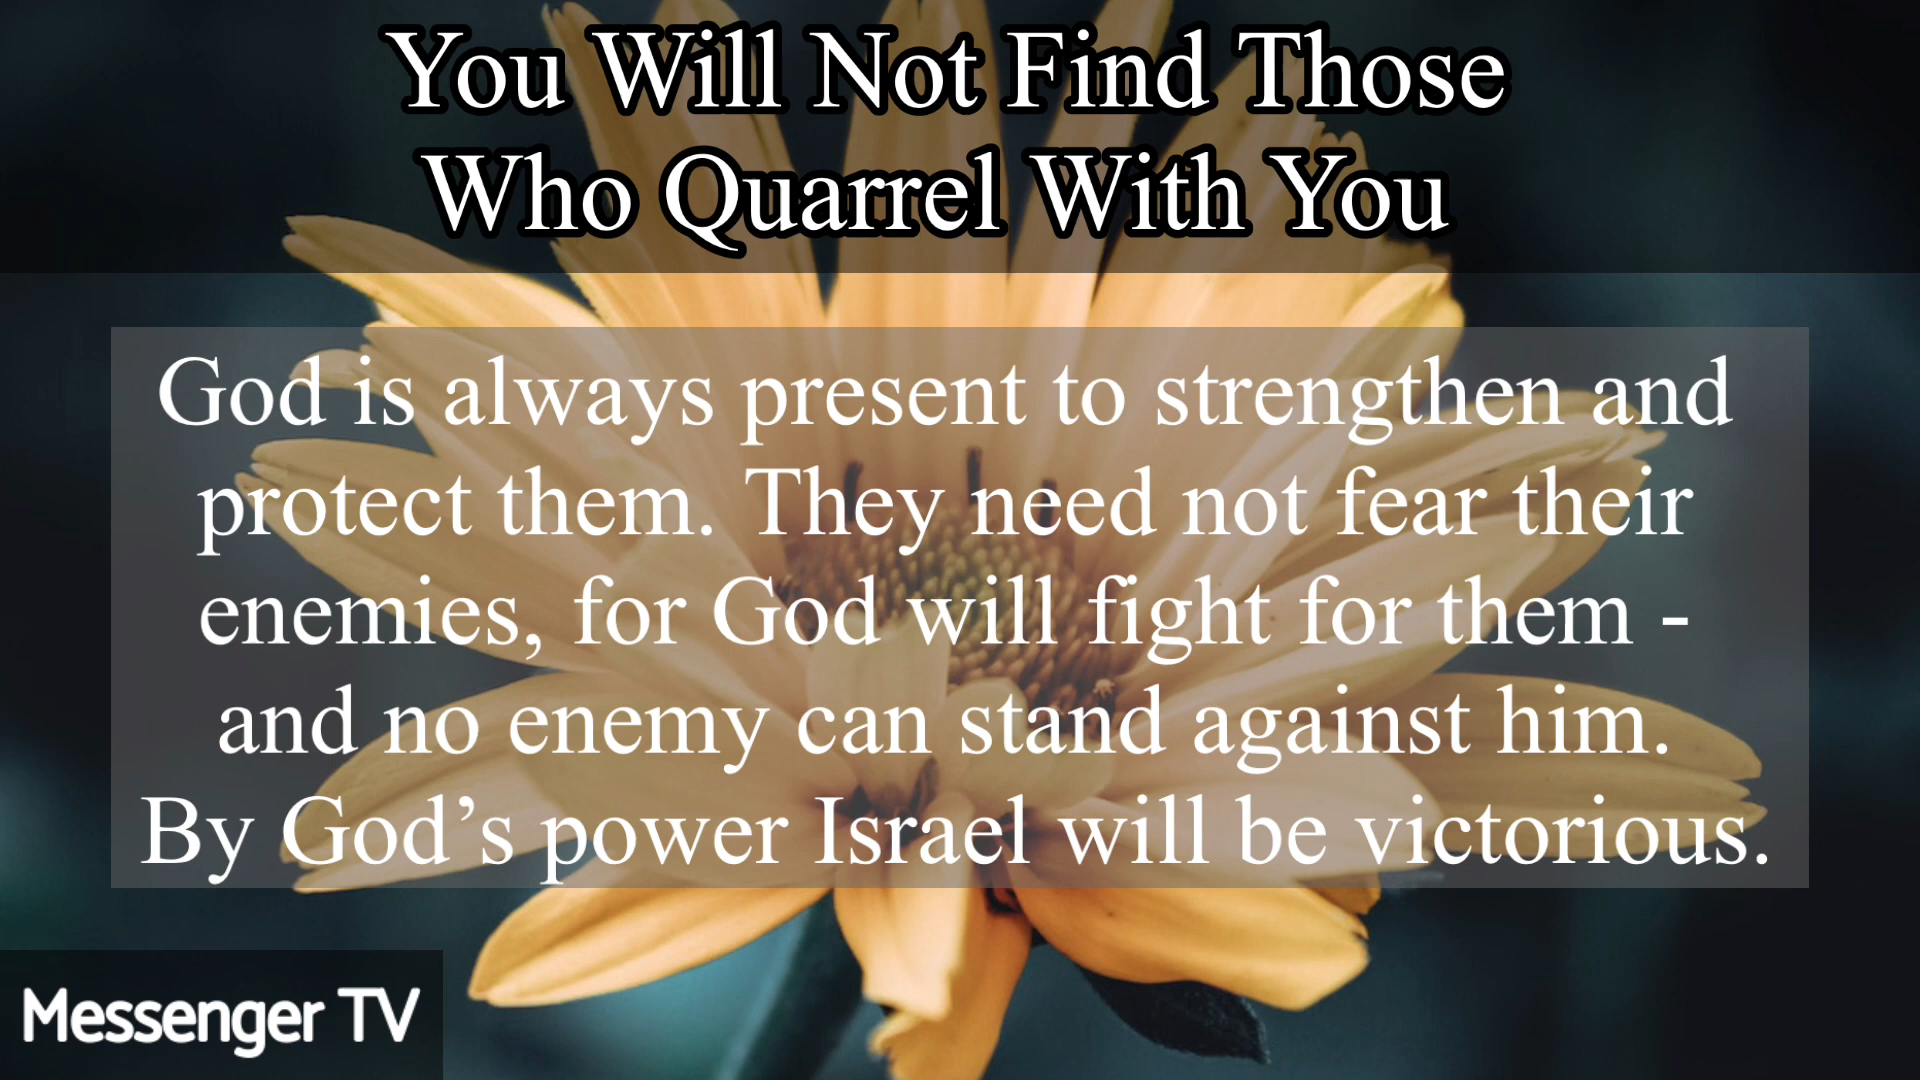 You Will Not Find Those
Who Quarrel With You
God is always present to strengthen and
protect them. They need not fear their
enemies, for God will fight for them -
and no enemy can stand against him.
By God’s power Israel will be victorious.
Messenger TV